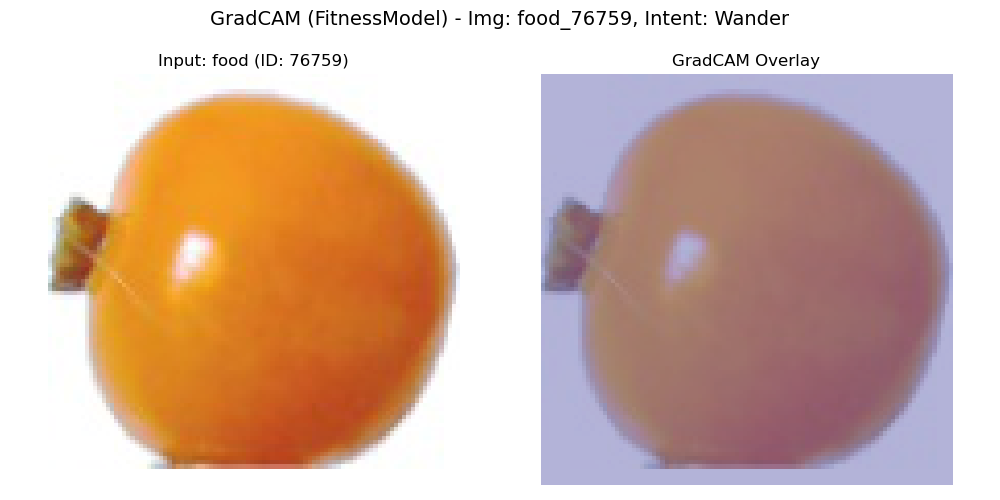 GradCAM (FitnessModel) - Img: food_76759, Intent: Wander
Input: food (ID: 76759)
GradCAM Overlay